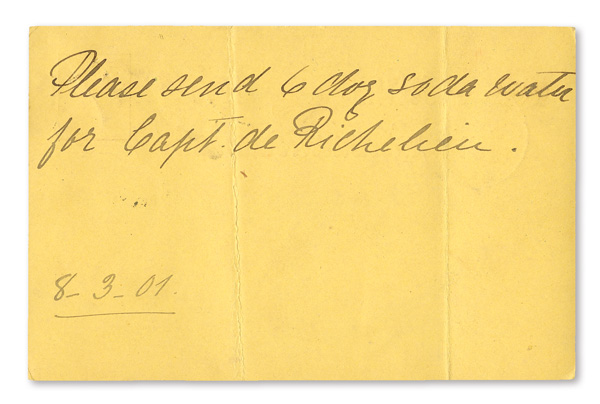 Please send 6 doz soda water
for Capt. de Richelieu.
8-3-01.